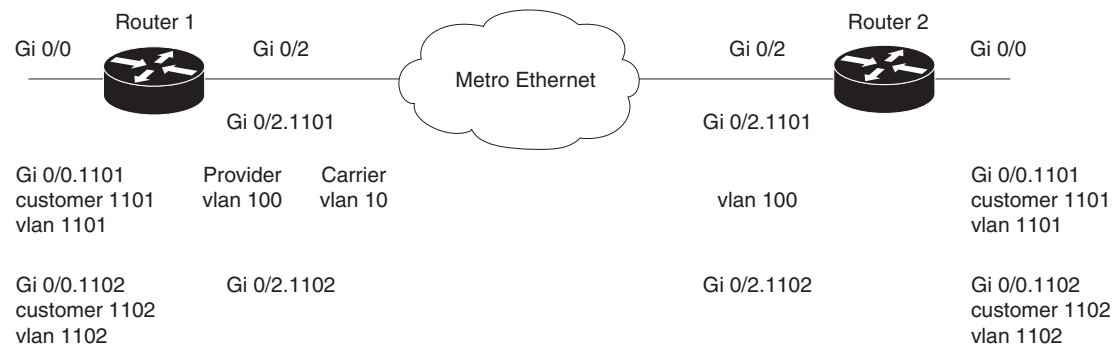 Router 1
Router 2
Gi 0/0
Gi 0/2
Metro Ethernet
Gi 0/2
Gi 0/0
Gi 0/2.1101
Gi 0/2.1101
Gi 0/0.1101
customer 1101
vlan 1101
Provider
vlan 100
Carrier
vlan 10
vlan 100
Gi 0/0.1101
customer 1101
vlan 1101
Gi 0/0.1102
customer 1102
vlan 1102
Gi 0/2.1102
Gi 0/2.1102
Gi 0/0.1102
customer 1102
vlan 1102